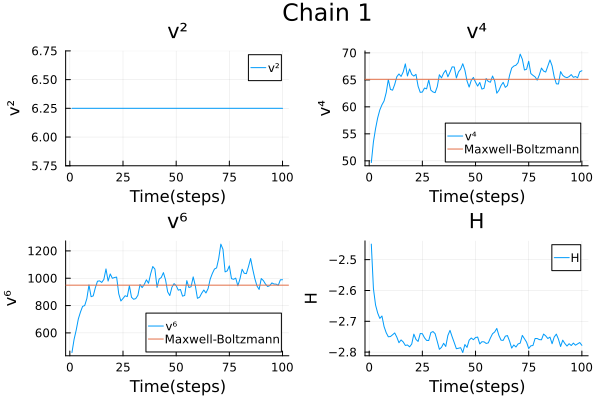 Chain 1
v²
v²
6.75
6.50
6.25
6.00
5.75
v²
0 25 50 75 100
Time(steps)
v⁴
v⁴
70
65
60
55
50
v⁴
Maxwell-Boltzmann
0 25 50 75 100
Time(steps)
v⁶
v⁶
1200
1000
800
600
v⁶
Maxwell-Boltzmann
0 25 50 75 100
Time(steps)
H
H
−2.5
−2.6
−2.7
−2.8
H
0 25 50 75 100
Time(steps)